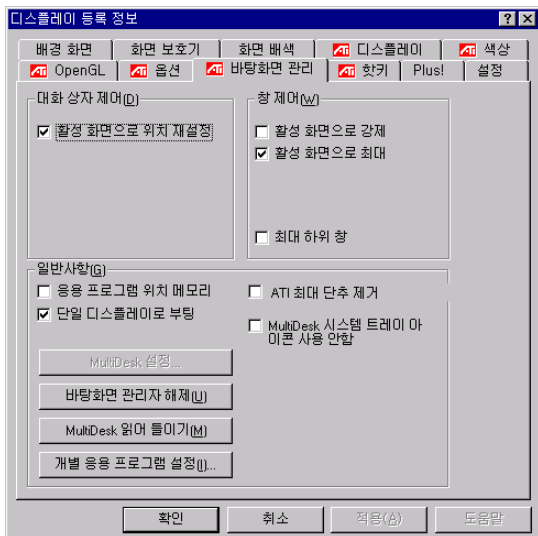 디스플레이 등록 정보
배경 화면 화면 보호기 화면 배색 ATI 디스플레이 ATI 색상
ATI OpenGL ATI 옵션 ATI 바탕화면 관리 ATI 핫키 Plus! 설정
대화 상자 제어(D)
활성 화면으로 위치 재설정
창 제어(W)
활성 화면으로 강제
활성 화면으로 최대
최대 하위 창
일반사항(G)
응용 프로그램 위치 메모리
단일 디스플레이로 부팅
ATI 최대 단추 제거
MultiDesk 시스템 트레이 아
이콘 사용 안함
MultiDesk 설정...
바탕화면 관리자 해제(U)
MultiDesk 읽어 들이기(M)
개별 응용 프로그램 설정(I)...
확인 취소 적용(A) 도움말